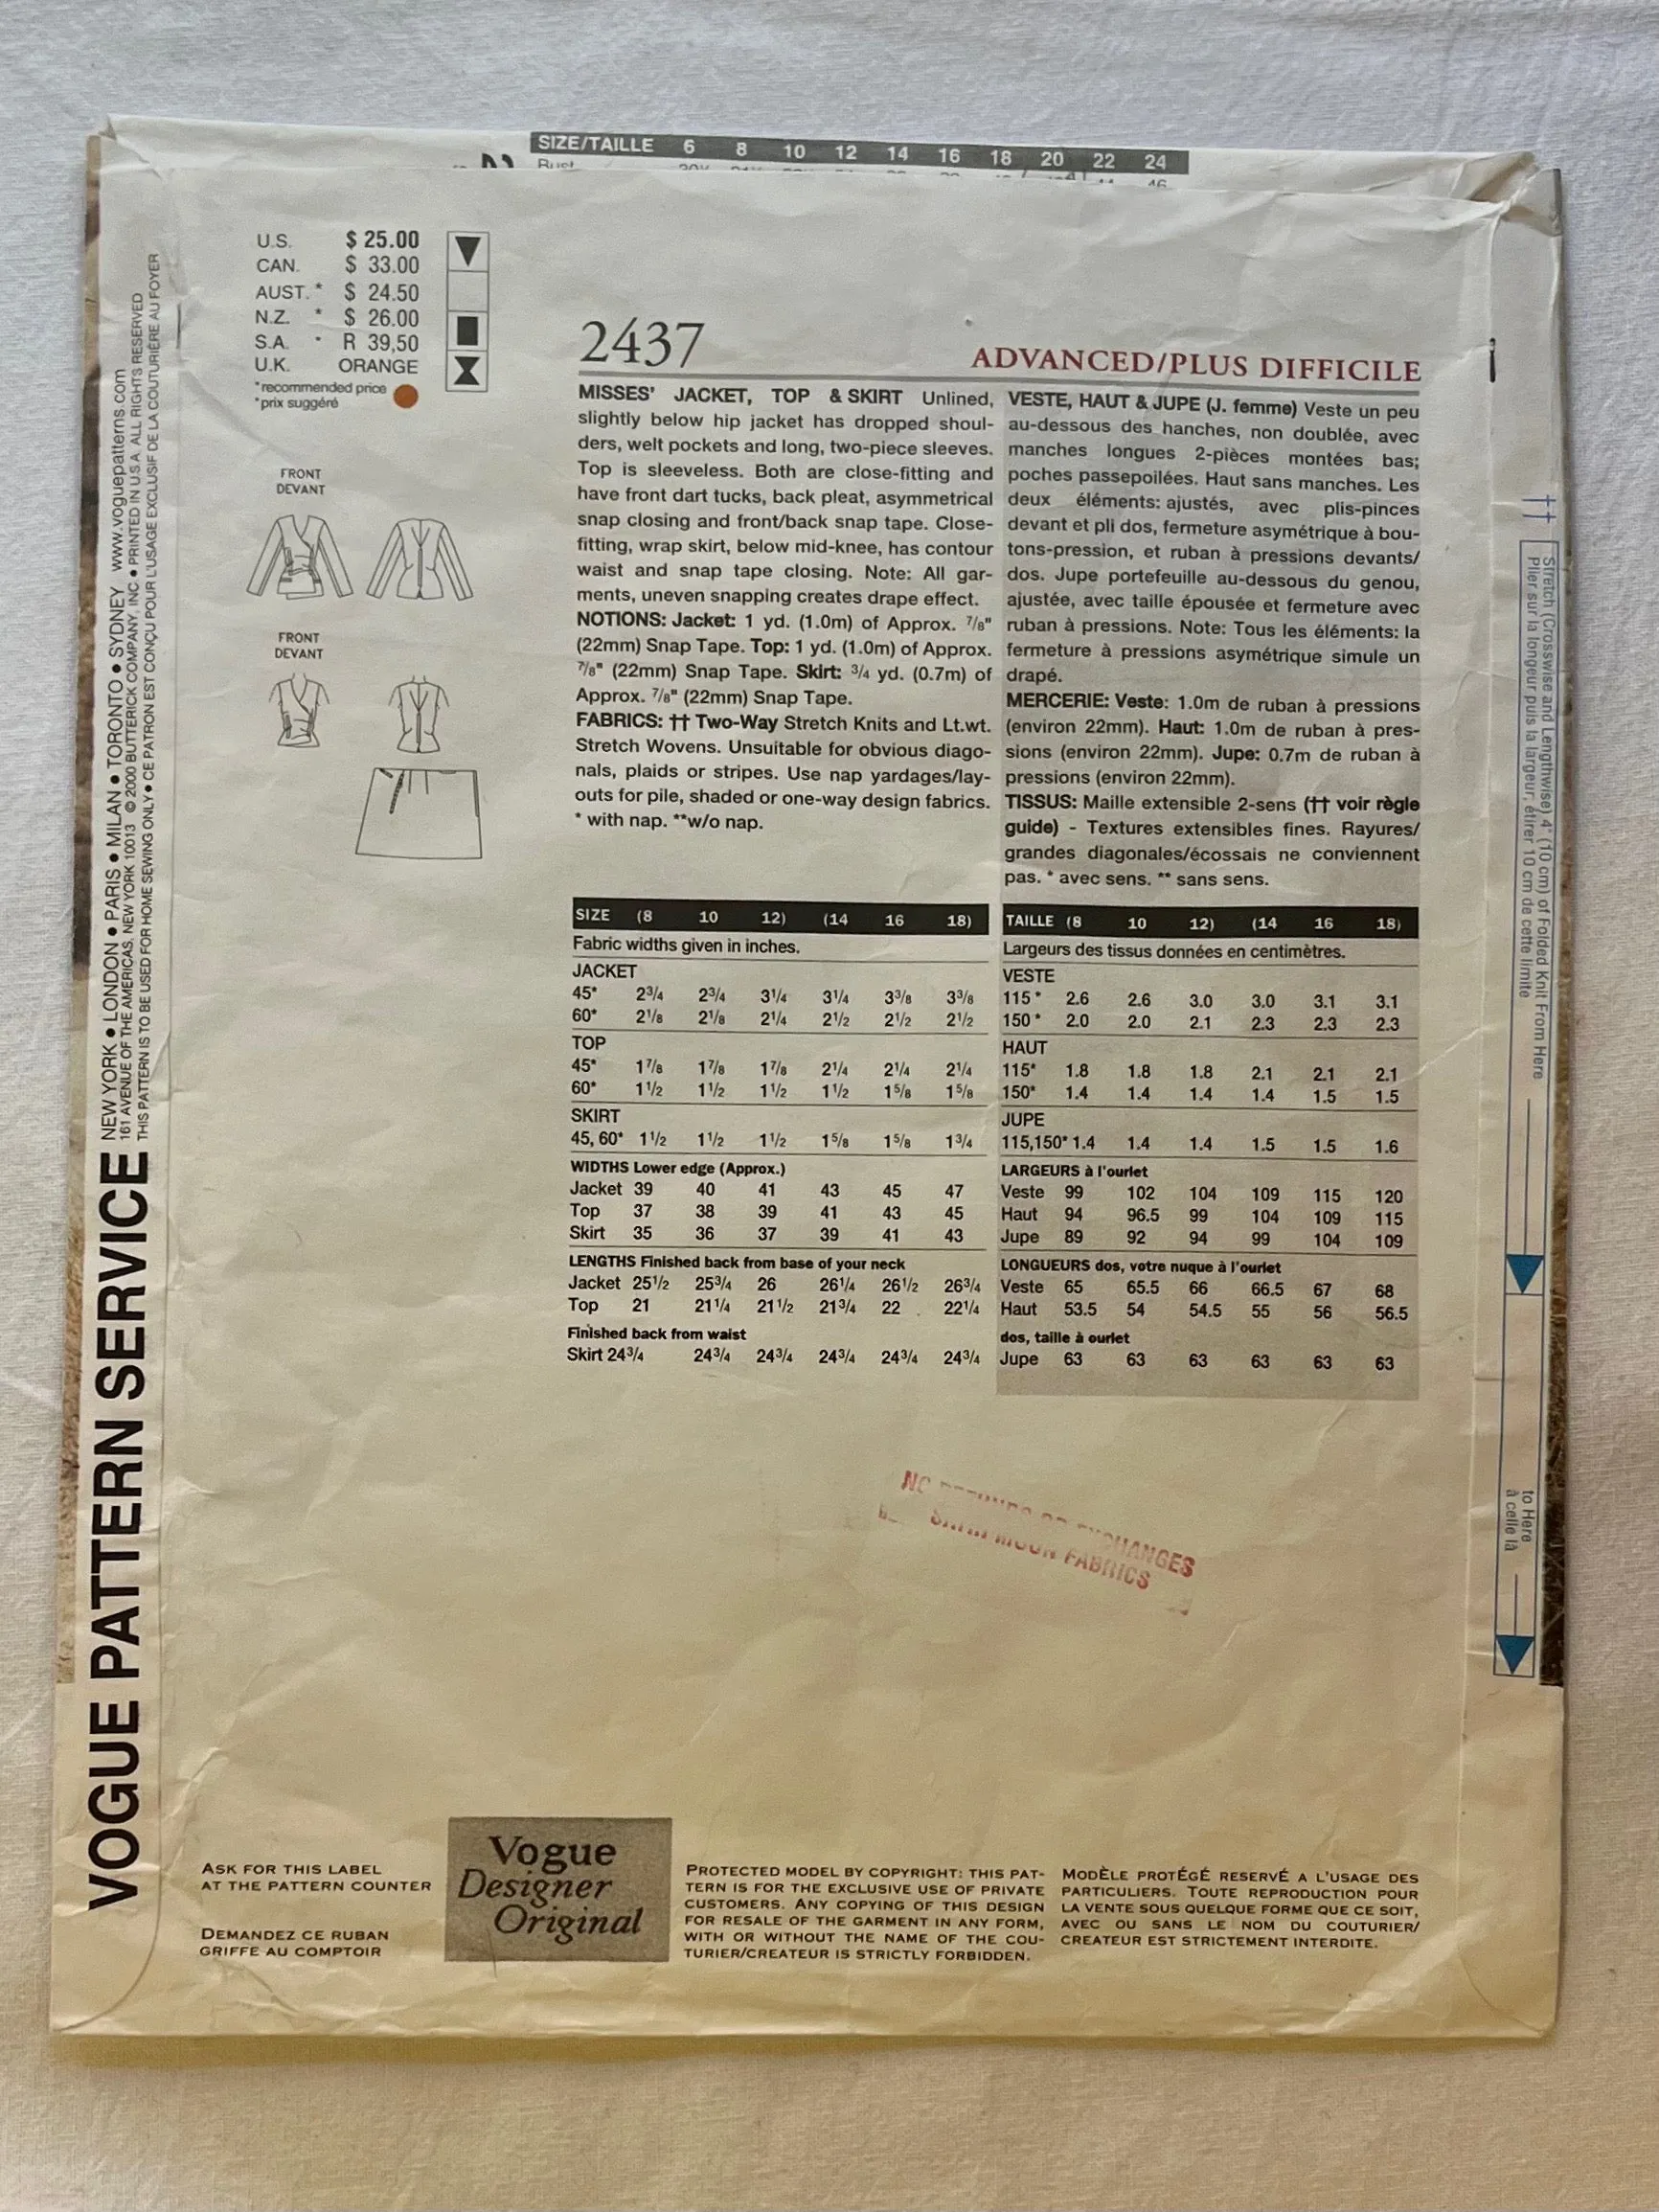 SIZE/TAILLE 6 8 10 12 14 16 18 20 22 24
Bust
U.S. $ 25.00
CAN. $ 33.00
AUST.* $ 24.50
N.Z. * $ 26.00
S.A. * R 39,50
U.K. ORANGE
*recommended price
*prix suggéré
FRONT
DEVANT
FRONT
DEVANT
2437
ADVANCED/PLUS DIFFICILE
MISSES' JACKET, TOP & SKIRT Unlined,
slightly below hip jacket has dropped shoul-
ders, welt pockets and long, two-piece sleeves.
Top is sleeveless. Both are close-fitting and
have front dart tucks, back pleat, asymmetrical
snap closing and front/back snap tape. Close-
fitting, wrap skirt, below mid-knee, has contour
waist and snap tape closing. Note: All gar-
ments, uneven snapping creates drape effect.
NOTIONS: Jacket: 1 yd. (1.0m) of Approx. 7/8"
(22mm) Snap Tape. Top: 1 yd. (1.0m) of Approx.
7/8" (22mm) Snap Tape. Skirt: 3/4 yd. (0.7m) of
Approx. 7/8" (22mm) Snap Tape.
FABRICS: †† Two-Way Stretch Knits and Lt.wt.
Stretch Wovens. Unsuitable for obvious diago-
nals, plaids or stripes. Use nap yardages/lay-
outs for pile, shaded or one-way design fabrics.
* with nap. **w/o nap.
VESTE, HAUT & JUPE (J. femme) Veste un peu
au-dessous des hanches, non doublée, avec
manches longues 2-pièces montées bas;
poches passepoilées. Haut sans manches. Les
deux éléments: ajustés, avec plis-pinces
devant et pli dos, fermeture asymétrique à bou-
tons-pression, et ruban à pressions devants/
dos. Jupe portefeuille au-dessous du genou,
ajustée, avec taille épousée et fermeture avec
ruban à pressions. Note: Tous les éléments: la
fermeture à pressions asymétrique simule un
drapé.
MERCERIE: Veste: 1.0m de ruban à pressions
(environ 22mm). Haut: 1.0m de ruban à pres-
sions (environ 22mm). Jupe: 0.7m de ruban à
pressions (environ 22mm).
TISSUS: Maille extensible 2-sens (†† voir règle
guide) - Textures extensibles fines. Rayures/
grandes diagonales/écossais ne conviennent
pas. * avec sens. ** sans sens.
SIZE (8 10 12) (14 16 18)
Fabric widths given in inches.
JACKET
45* 2 3/4 2 3/4 3 1/4 3 1/4 3 3/8 3 3/8
60* 2 1/8 2 1/8 2 1/4 2 1/2 2 1/2 2 1/2
TOP
45* 1 7/8 1 7/8 1 7/8 2 1/4 2 1/4 2 1/4
60* 1 1/2 1 1/2 1 1/2 1 1/2 1 5/8 1 5/8
SKIRT
45, 60* 1 1/2 1 1/2 1 1/2 1 5/8 1 5/8 1 3/4
WIDTHS Lower edge (Approx.)
Jacket 39 40 41 43 45 47
Top 37 38 39 41 43 45
Skirt 35 36 37 39 41 43
LENGTHS Finished back from base of your neck
Jacket 25 1/2 25 3/4 26 26 1/4 26 1/2 26 3/4
Top 21 21 1/4 21 1/2 21 3/4 22 22 1/4
Finished back from waist
Skirt 24 3/4 24 3/4 24 3/4 24 3/4 24 3/4 24 3/4
TAILLE (8 10 12) (14 16 18)
Largeurs des tissus données en centimètres.
VESTE
115* 2.6 2.6 3.0 3.0 3.1 3.1
150* 2.0 2.0 2.1 2.3 2.3 2.3
HAUT
115* 1.8 1.8 1.8 2.1 2.1 2.1
150* 1.4 1.4 1.4 1.4 1.5 1.5
JUPE
115,150* 1.4 1.4 1.4 1.5 1.5 1.6
LARGEURS à l'ourlet
Veste 99 102 104 109 115 120
Haut 94 96.5 99 104 109 115
Jupe 89 92 94 99 104 109
LONGUEURS dos, votre nuque à l'ourlet
Veste 65 65.5 66 66.5 67 68
Haut 53.5 54 54.5 55 56 56.5
dos, taille à ourlet
Jupe 63 63 63 63 63 63
EXCHANGES
FABRICS
VOGUE PATTERN SERVICE
NEW YORK • LONDON • PARIS • MILAN • TORONTO • SYDNEY www.voguepatterns.com
161 AVENUE OF THE AMERICAS, NEW YORK, NEW YORK 10013 © 2000 BUTTERICK COMPANY, INC. • PRINTED IN U.S.A. ALL RIGHTS RESERVED
THIS PATTERN IS TO BE USED FOR HOME SEWING ONLY • CE PATRON EST CONÇU POUR L'USAGE EXCLUSIF DE LA COUTURIÈRE AU FOYER
††
Stretch (Crosswise and Lengthwise) 4" (10 cm) of Folded Knit From Here
Plier sur la longeur puis la largeur; étirer 10 cm de cette limite
to Here
à celle là
ASK FOR THIS LABEL
AT THE PATTERN COUNTER
DEMANDEZ CE RUBAN
GRIFFE AU COMPTOIR
Vogue
Designer
Original
PROTECTED MODEL BY COPYRIGHT: THIS PAT-
TERN IS FOR THE EXCLUSIVE USE OF PRIVATE
CUSTOMERS. ANY COPYING OF THIS DESIGN
FOR RESALE OF THE GARMENT IN ANY FORM,
WITH OR WITHOUT THE NAME OF THE COU-
TURIER/CREATEUR IS STRICTLY FORBIDDEN.
MODÈLE PROTÉGÉ RESERVÉ A L'USAGE DES
PARTICULIERS. TOUTE REPRODUCTION POUR
LA VENTE SOUS QUELQUE FORME QUE CE SOIT,
AVEC OU SANS LE NOM DU COUTURIER/
CREATEUR EST STRICTEMENT INTERDITE.